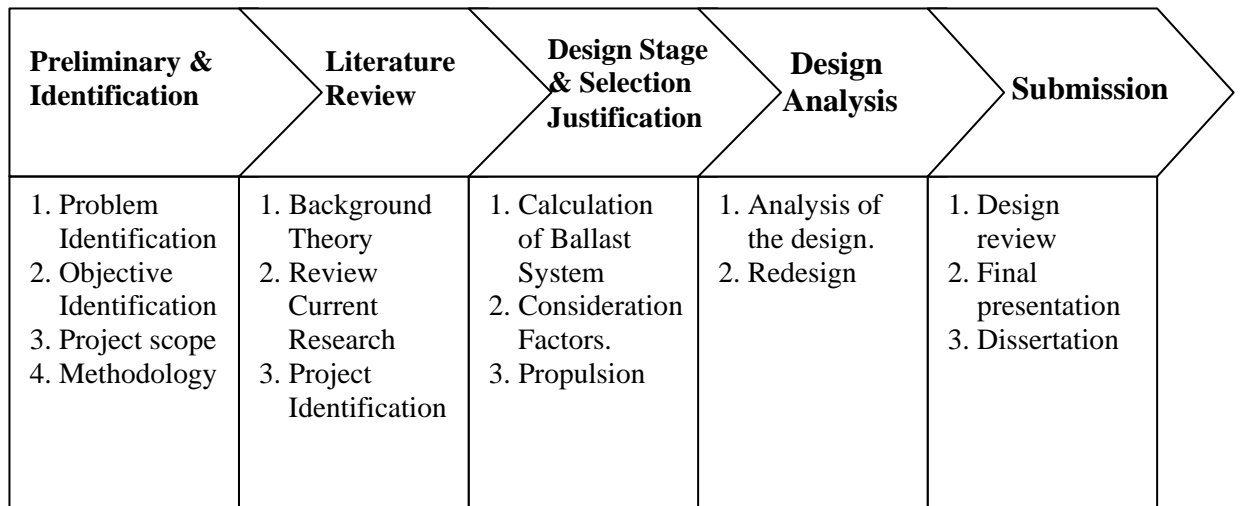 Preliminary &
Identification
Literature
Review
Design Stage
& Selection
Justification
Design
Analysis
Submission
1. Problem
Identification
2. Objective
Identification
3. Project scope
4. Methodology
1. Background
Theory
2. Review
Current
Research
3. Project
Identification
1. Calculation
of Ballast
System
2. Consideration
Factors.
3. Propulsion
1. Analysis of
the design.
2. Redesign
1. Design
review
2. Final
presentation
3. Dissertation